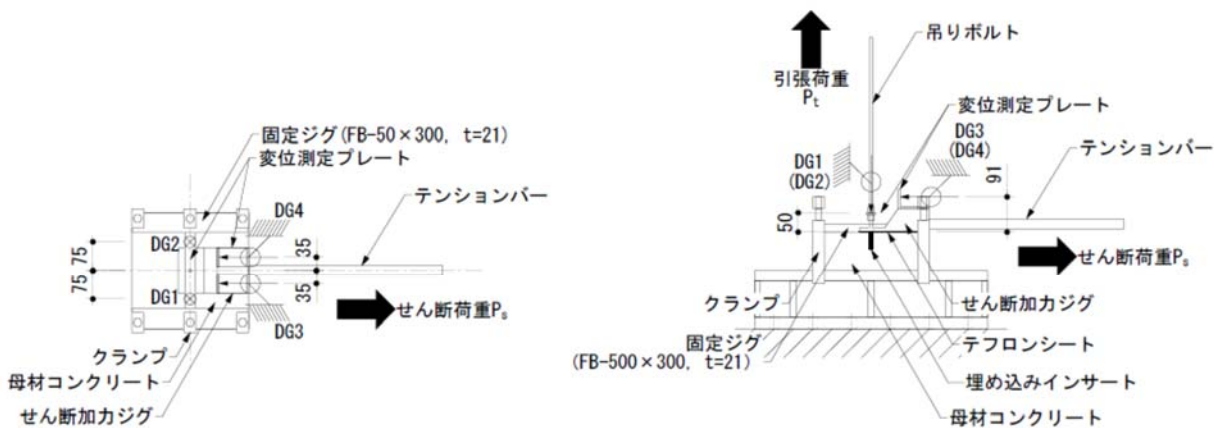 固定ジグ(FB-50×300, t=21)
変位測定プレート
テンションバー
DG4
DG2
75
75
35
35
DG1
せん断荷重Ps
DG3
クランプ
母材コンクリート
せん断加力ジグ
吊りボルト
引張荷重
Pt
変位測定プレート
DG3
(DG4)
DG1
(DG2)
テンションバー
91
50
せん断荷重Ps
クランプ
せん断加力ジグ
固定ジグ
(FB-500×300, t=21)
テフロンシート
埋め込みインサート
母材コンクリート